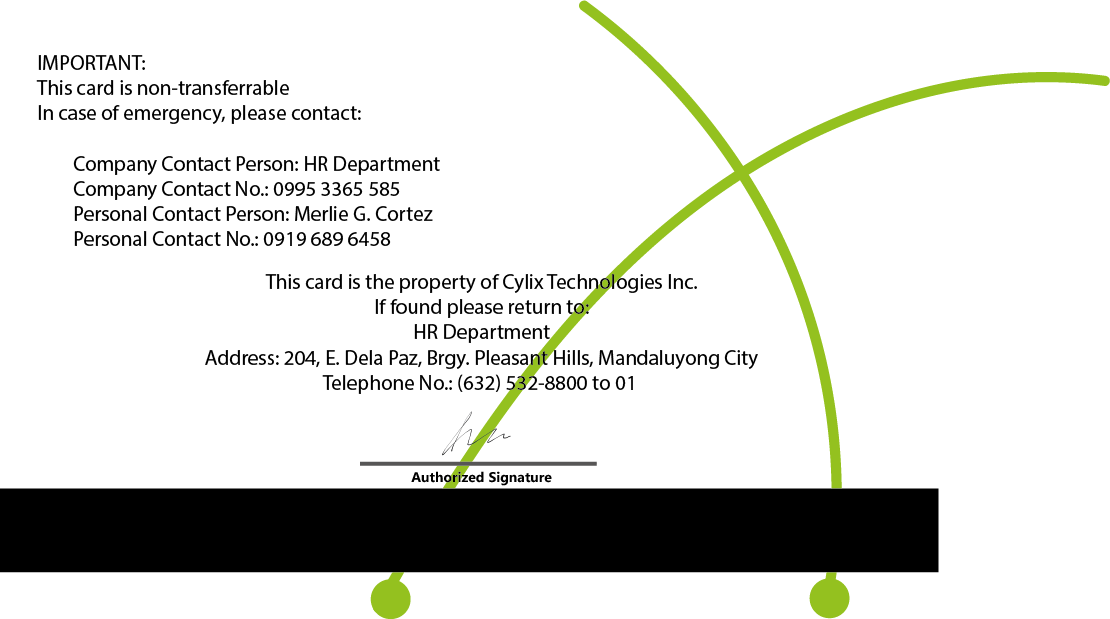 IMPORTANT:
This card is non-transferrable
In case of emergency, please contact:
Company Contact Person: HR Department
Company Contact No.: 0995 3365 585
Personal Contact Person: Merlie G. Cortez
Personal Contact No.: 0919 689 6458
This card is the property of Cylix Technologies Inc.
If found please return to:
HR Department
Address: 204, E. Dela Paz, Brgy. Pleasant Hills, Mandaluyong City
Telephone No.: (632) 532-8800 to 01
Authorized Signature